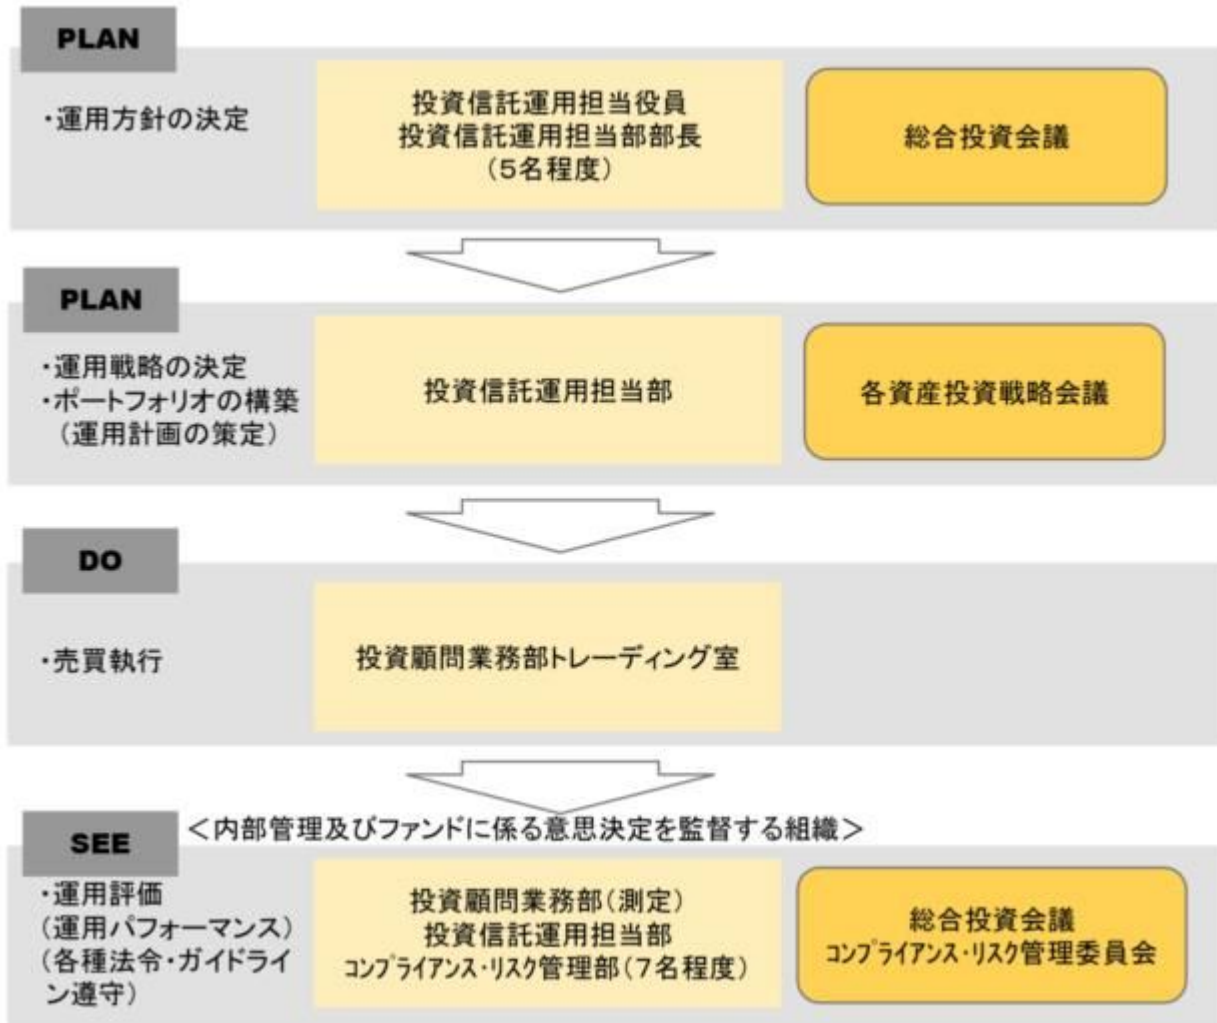 PLAN
・運用方針の決定
投資信託運用担当役員
投資信託運用担当部部長
(5名程度)
総合投資会議
PLAN
・運用戦略の決定
・ポートフォリオの構築
(運用計画の策定)
投資信託運用担当部
各資産投資戦略会議
DO
・売買執行
投資顧問業務部トレーディング室
SEE
＜内部管理及びファンドに係る意思決定を監督する組織＞
・運用評価
(運用パフォーマンス)
(各種法令・ガイドライ
ン遵守)
投資顧問業務部(測定)
投資信託運用担当部
コンプライアンス・リスク管理部(7名程度)
総合投資会議
コンプライアンス・リスク管理委員会